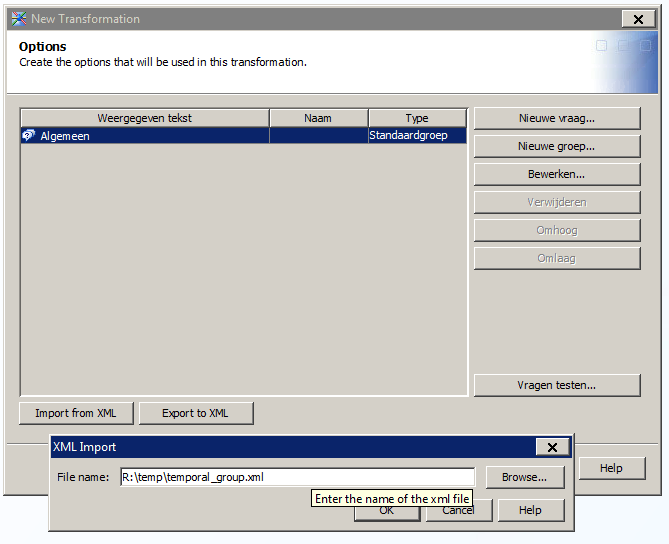 New Transformation
Options
Create the options that will be used in this transformation.
Weergegeven tekst Naam Type
Algemeen Standaardgroep
Nieuwe vraag...
Nieuwe groep...
Bewerken...
Verwijderen
Omhoog
Omlaag
Vragen testen...
Import from XML Export to XML
Help
XML Import
File name: R:\temp\temporal_group.xml Browse...
Enter the name of the xml file
OK Cancel Help